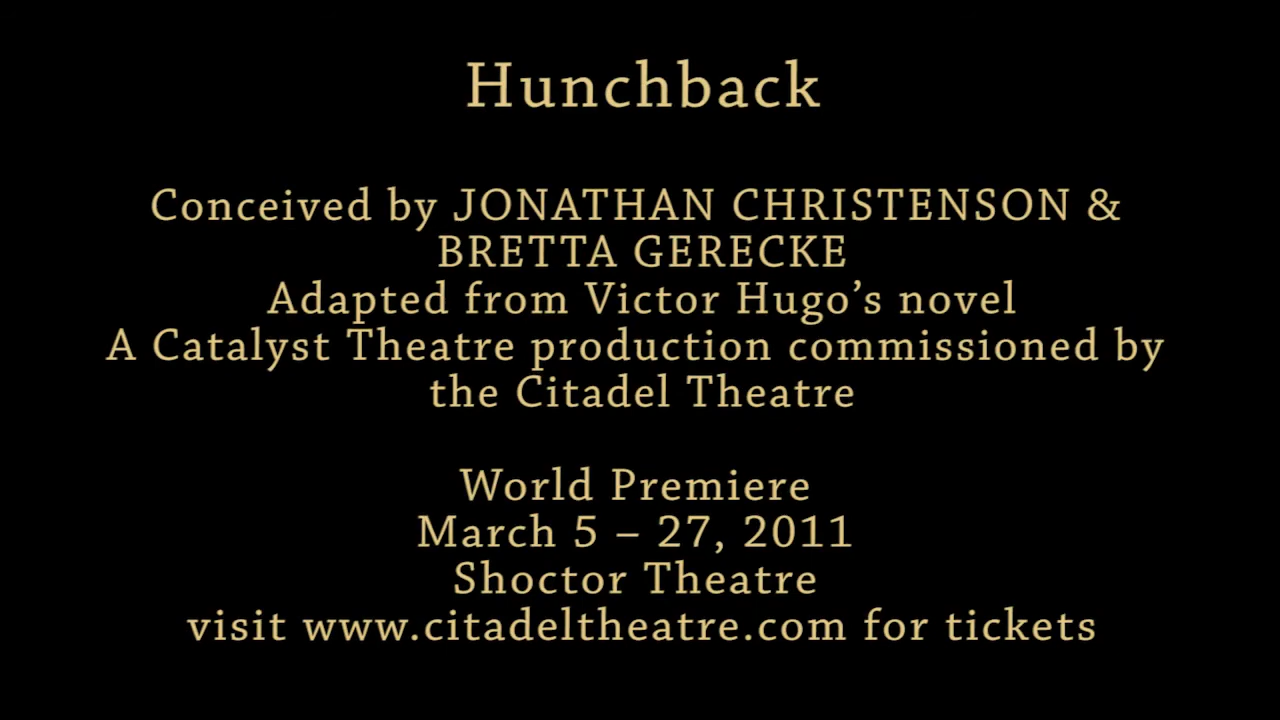 Hunchback
Conceived by JONATHAN CHRISTENSON &
BRETTA GERECKE
Adapted from Victor Hugo’s novel
A Catalyst Theatre production commissioned by
the Citadel Theatre
World Premiere
March 5 – 27, 2011
Shoctor Theatre
visit www.citadeltheatre.com for tickets